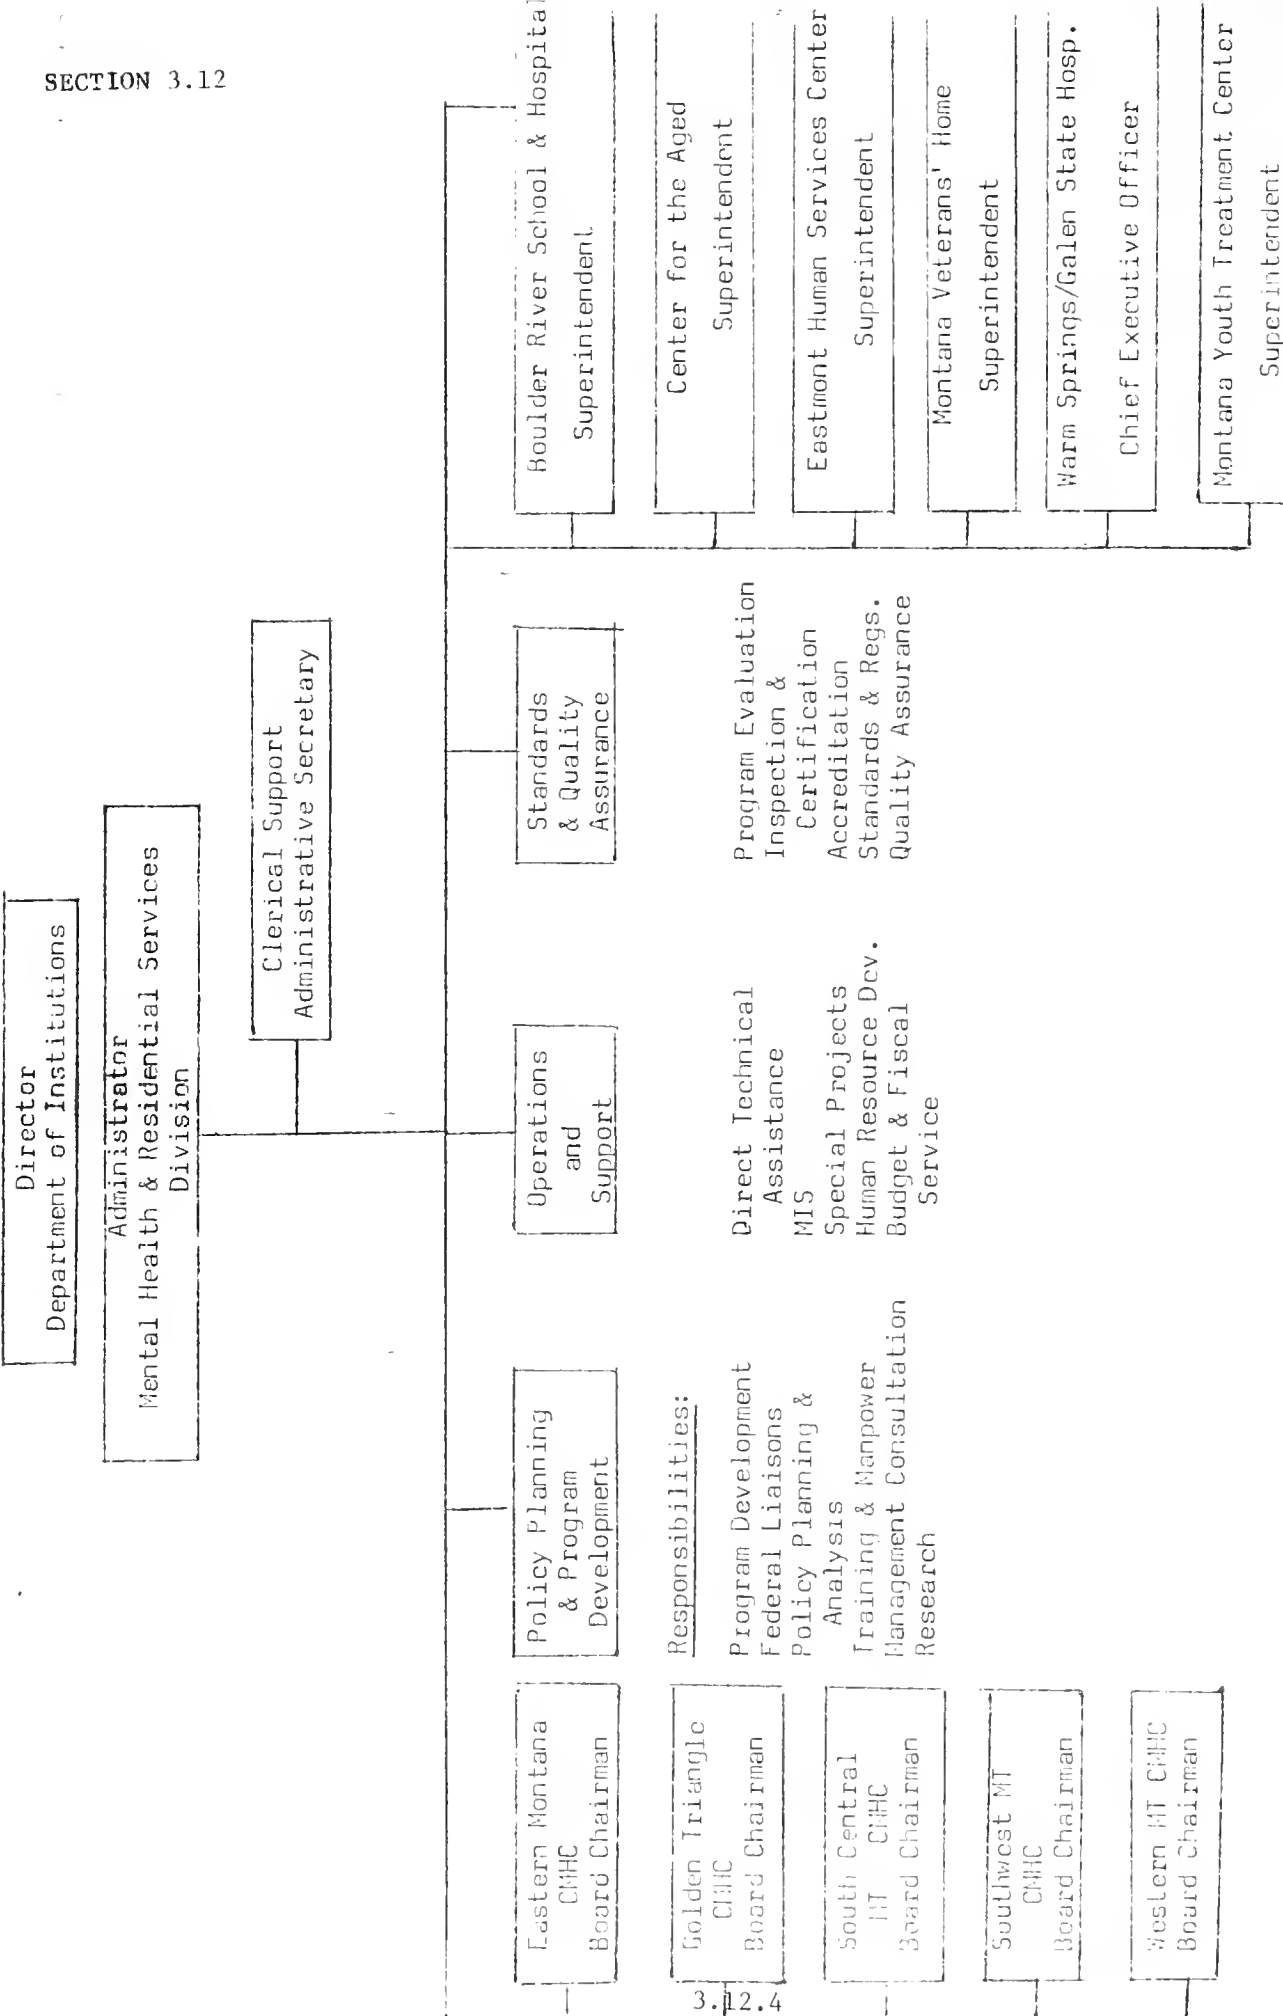 SECTION 3.12
Director
Department of Institutions
Administrator
Mental Health & Residential Services
Division
Clerical Support
Administrative Secretary
Eastern Montana
CMHC
Board Chairman
Golden Triangle
CMHC
Board Chairman
South Central
MT CMHC
Board Chairman
Southwest MT
CMHC
Board Chairman
Western MT CMHC
Board Chairman
Policy Planning
& Program
Development
Responsibilities:
Program Development
Federal Liaisons
Policy Planning &
Analysis
Training & Manpower
Management Consultation
Research
Operations
and
Support
Direct Technical
Assistance
MIS
Special Projects
Human Resource Dev.
Budget & Fiscal
Service
Standards
& Quality
Assurance
Program Evaluation
Inspection &
Certification
Accreditation
Standards & Regs.
Quality Assurance
Boulder River School & Hospital
Superintendent
Center for the Aged
Superintendent
Eastmont Human Services Center
Superintendent
Montana Veterans' Home
Superintendent
Warm Springs/Galen State Hosp.
Chief Executive Officer
Montana Youth Treatment Center
Superintendent
3.12.4